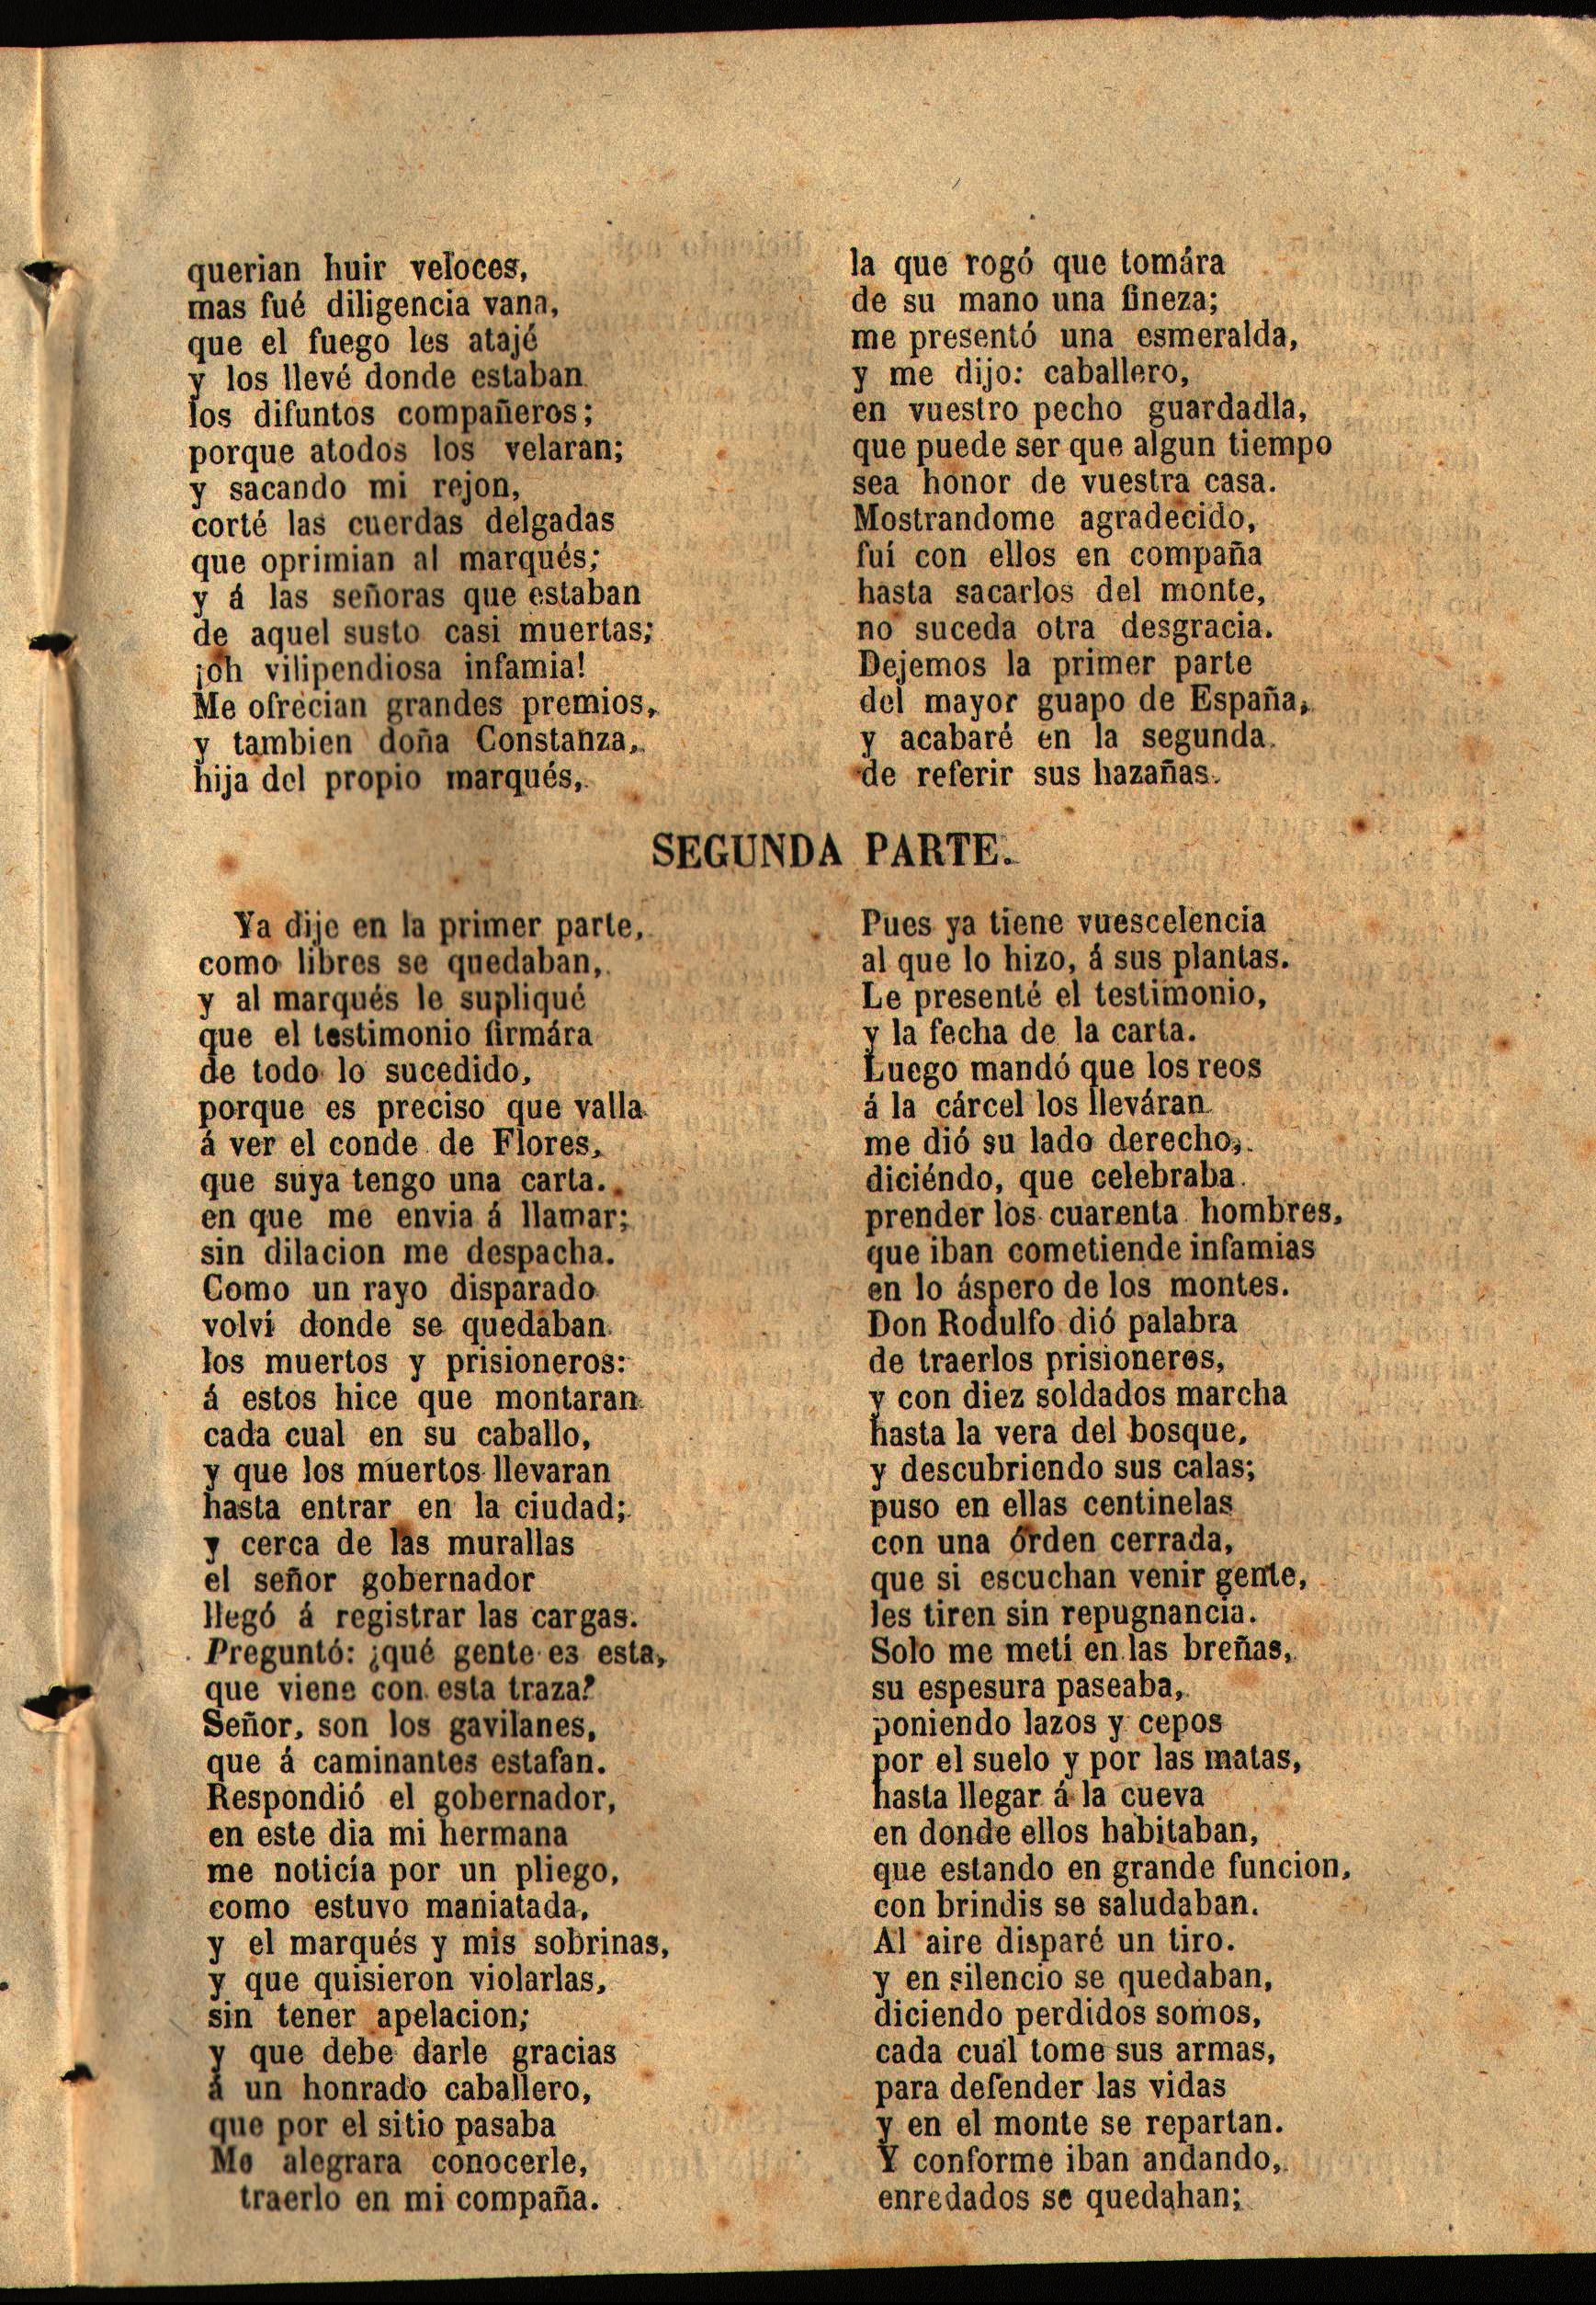 querian huir veloces,
mas fué diligencia vana,
que el fuego les atajé
y los llevé donde estaban
los difuntos compañeros;
porque atodos los velaran;
y sacando mi rejon,
corté las cuerdas delgadas
que oprimian al marqués;
y á las señoras que estaban
de aquel susto casi muertas;
¡oh vilipendiosa infamia!
Me ofrecian grandes premios,
y tambien doña Constanza,
hija del propio marqués,
la que rogó que tomára
de su mano una fineza;
me presentó una esmeralda,
y me dijo: caballero,
en vuestro pecho guardadla,
que puede ser que algun tiempo
sea honor de vuestra casa.
Mostrandome agradecido,
fuí con ellos en compaña
hasta sacarlos del monte,
no suceda otra desgracia.
Dejemos la primer parte
del mayor guapo de España,
y acabaré en la segunda.
de referir sus hazañas.
SEGUNDA PARTE.
Ya dije en la primer parte,
como libres se quedaban,
y al marqués le supliqué
que el testimonio firmára
de todo lo sucedido,
porque es preciso que valla
á ver el conde de Flores,
que suya tengo una carta.
en que me envia á llamar;
sin dilacion me despacha.
Como un rayo disparado
volví donde se quedaban
los muertos y prisioneros:
á estos hice que montaran
cada cual en su caballo,
y que los muertos llevaran
hasta entrar en la ciudad;
y cerca de las murallas
el señor gobernador
llegó á registrar las cargas.
Preguntó: ¿qué gente es esta,
que viene con esta traza?
Señor, son los gavilanes,
que á caminantes estafan.
Respondió el gobernador,
en este dia mi hermana
me noticía por un pliego,
como estuvo maniatada,
y el marqués y mis sobrinas,
y que quisieron violarlas,
sin tener apelacion;
y que debe darle gracias
á un honrado caballero,
que por el sitio pasaba
Me alegrara conocerle,
traerlo en mi compaña.
Pues ya tiene vuescelencia
al que lo hizo, á sus plantas.
Le presenté el testimonio,
y la fecha de la carta.
Luego mandó que los reos
á la cárcel los lleváran
me dió su lado derecho,
diciéndo, que celebraba
prender los cuarenta hombres,
que iban cometiende infamias
en lo áspero de los montes.
Don Rodulfo dió palabra
de traerlos prisioneros,
y con diez soldados marcha
hasta la vera del bosque,
y descubriendo sus calas;
puso en ellas centinelas
con una órden cerrada,
que si escuchan venir gente,
les tiren sin repugnancia.
Solo me metí en las breñas,
su espesura paseaba,
poniendo lazos y cepos
por el suelo y por las matas,
hasta llegar á la cueva
en donde ellos habitaban,
que estando en grande funcion,
con brindis se saludaban.
Al aire disparé un tiro.
y en silencio se quedaban,
diciendo perdidos somos,
cada cual tome sus armas,
para defender las vidas
y en el monte se repartan.
Y conforme iban andando,
enredados se quedahan;